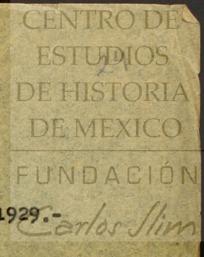 CENTRO DE
ESTUDIOS
DE HISTORIA
DE MEXICO
FUNDACIÓN
1929.-
Carlos Slim